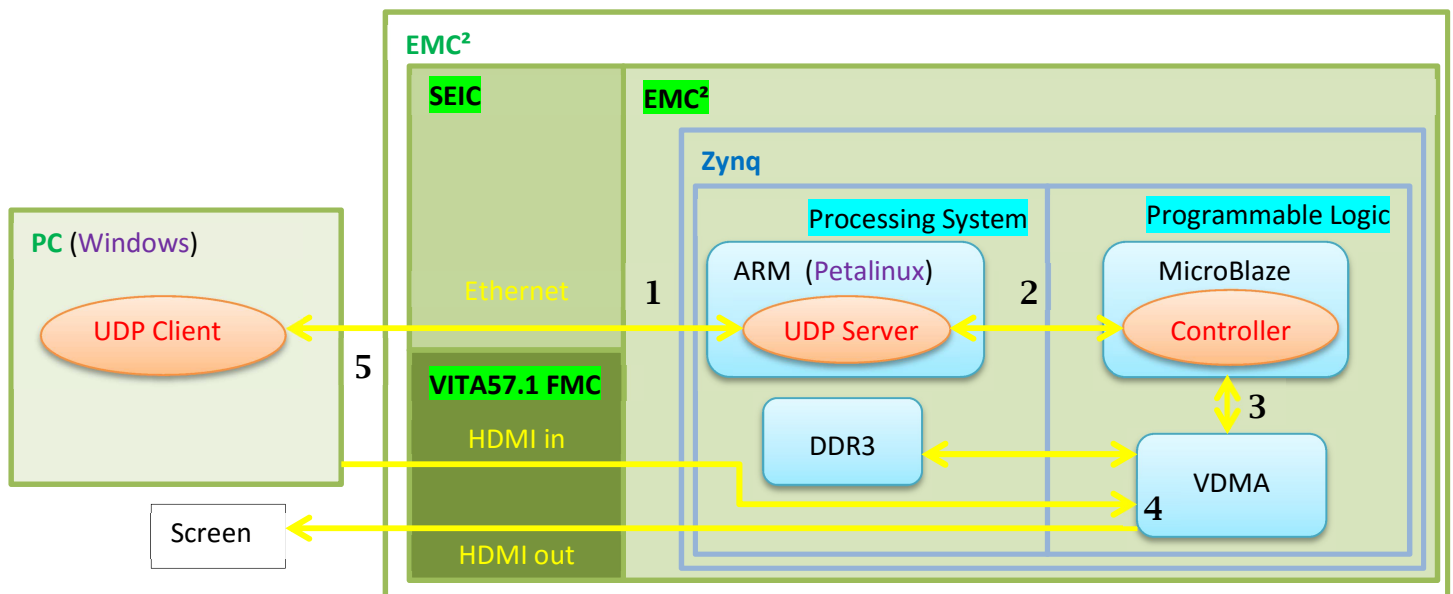 EMC²
SEIC
EMC²
Zynq
Processing System
Programmable Logic
PC (Windows)
ARM (Petalinux)
MicroBlaze
Ethernet
1
2
UDP Client
UDP Server
Controller
5
VITA57.1 FMC
3
HDMI in
DDR3
VDMA
4
Screen
HDMI out